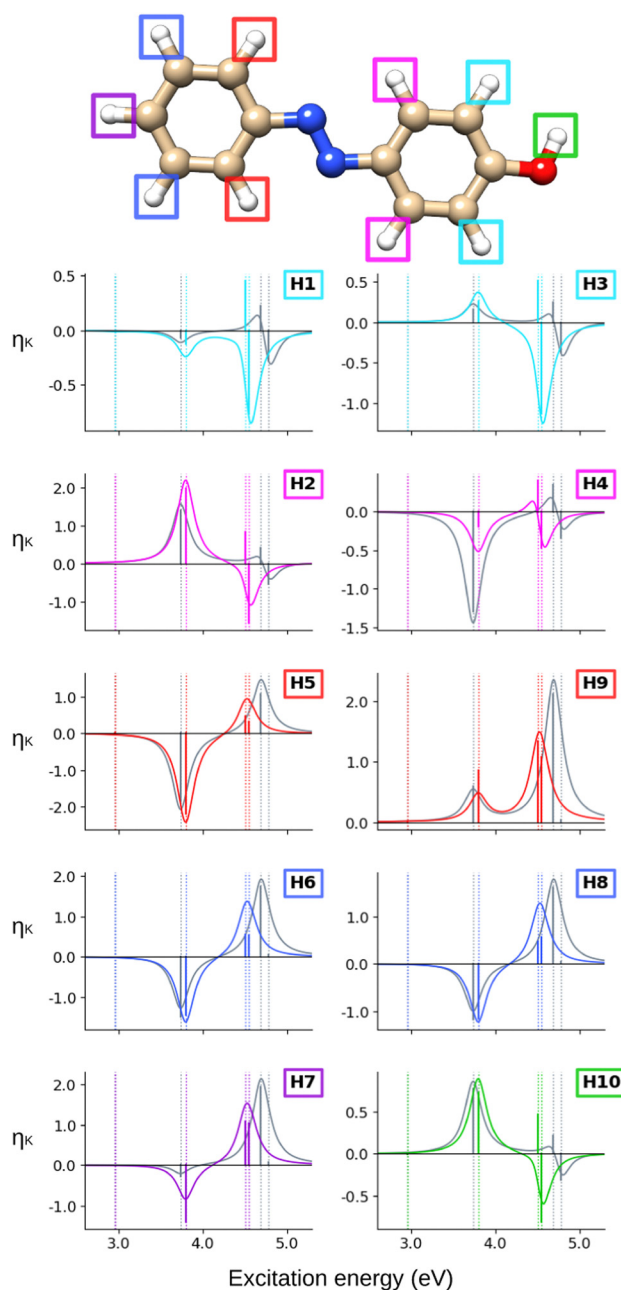 H1 H3
0.5 0.5
0.0 0.0
ηK
-0.5 -0.5
-1.0
H2 H4
2.0 0.0
1.0 -0.5
ηK
0.0 -1.0
-1.0 -1.5
H5 H9
1.0 2.0
0.0
ηK
-1.0 1.0
-2.0 0.0
H6 H8
2.0
1.0 1.0
ηK
0.0 0.0
-1.0 -1.0
H7 H10
2.0
1.0 0.5
ηK
0.0 0.0
-1.0 -0.5
3.0 4.0 5.0 3.0 4.0 5.0
Excitation energy (eV)